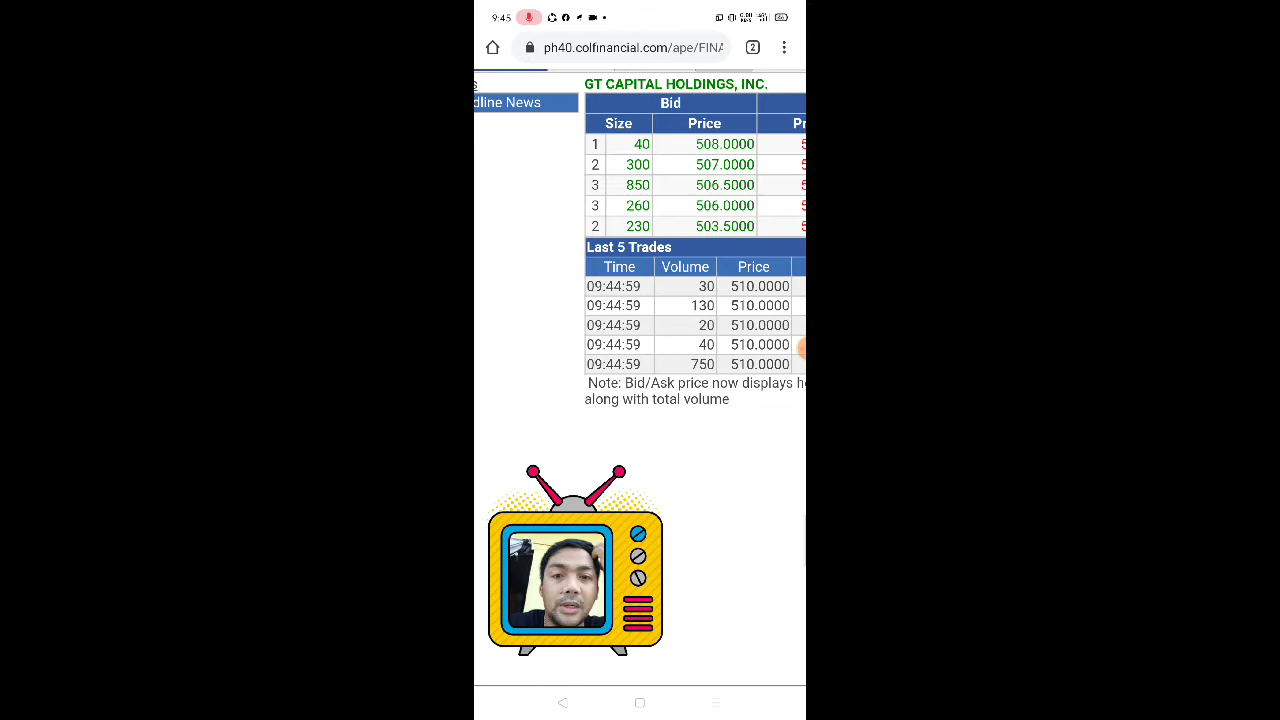 9:45
ph40.colfinancial.com/ape/FINA
2
GT CAPITAL HOLDINGS, INC.
dline News
Bid
Size Price
1 40 508.0000
2 300 507.0000
3 850 506.5000
3 260 506.0000
2 230 503.5000
Last 5 Trades
Time Volume Price
09:44:59 30 510.0000
09:44:59 130 510.0000
09:44:59 20 510.0000
09:44:59 40 510.0000
09:44:59 750 510.0000
Note: Bid/Ask price now displays
along with total volume